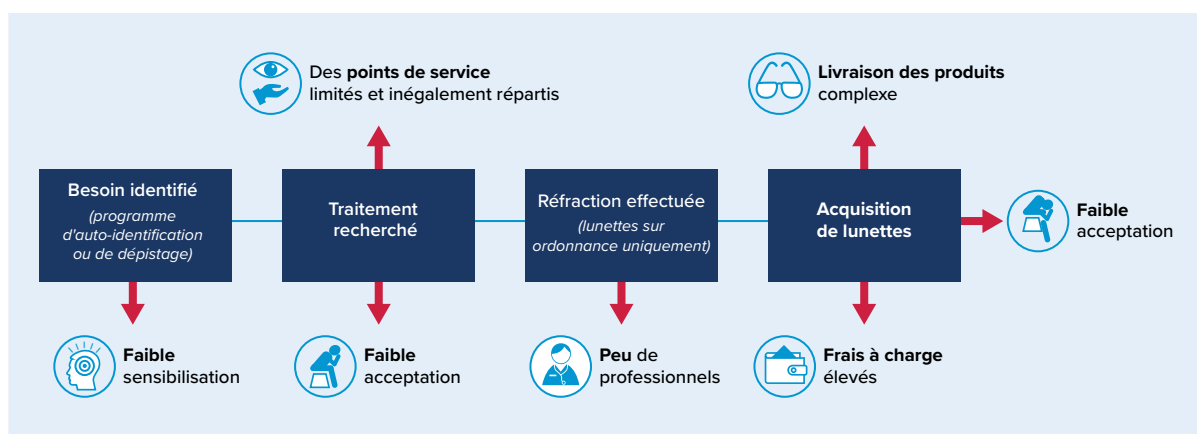 Des points de service
limités et inégalement répartis
Livraison des produits
complexe
Besoin identifié
(programme
d'auto-identification
ou de dépistage)
Traitement
recherché
Réfraction effectuée
(lunettes sur
ordonnance uniquement)
Acquisition
de lunettes
Faible
acceptation
Faible
sensibilisation
Faible
acceptation
Peu de
professionnels
Frais à charge
élevés